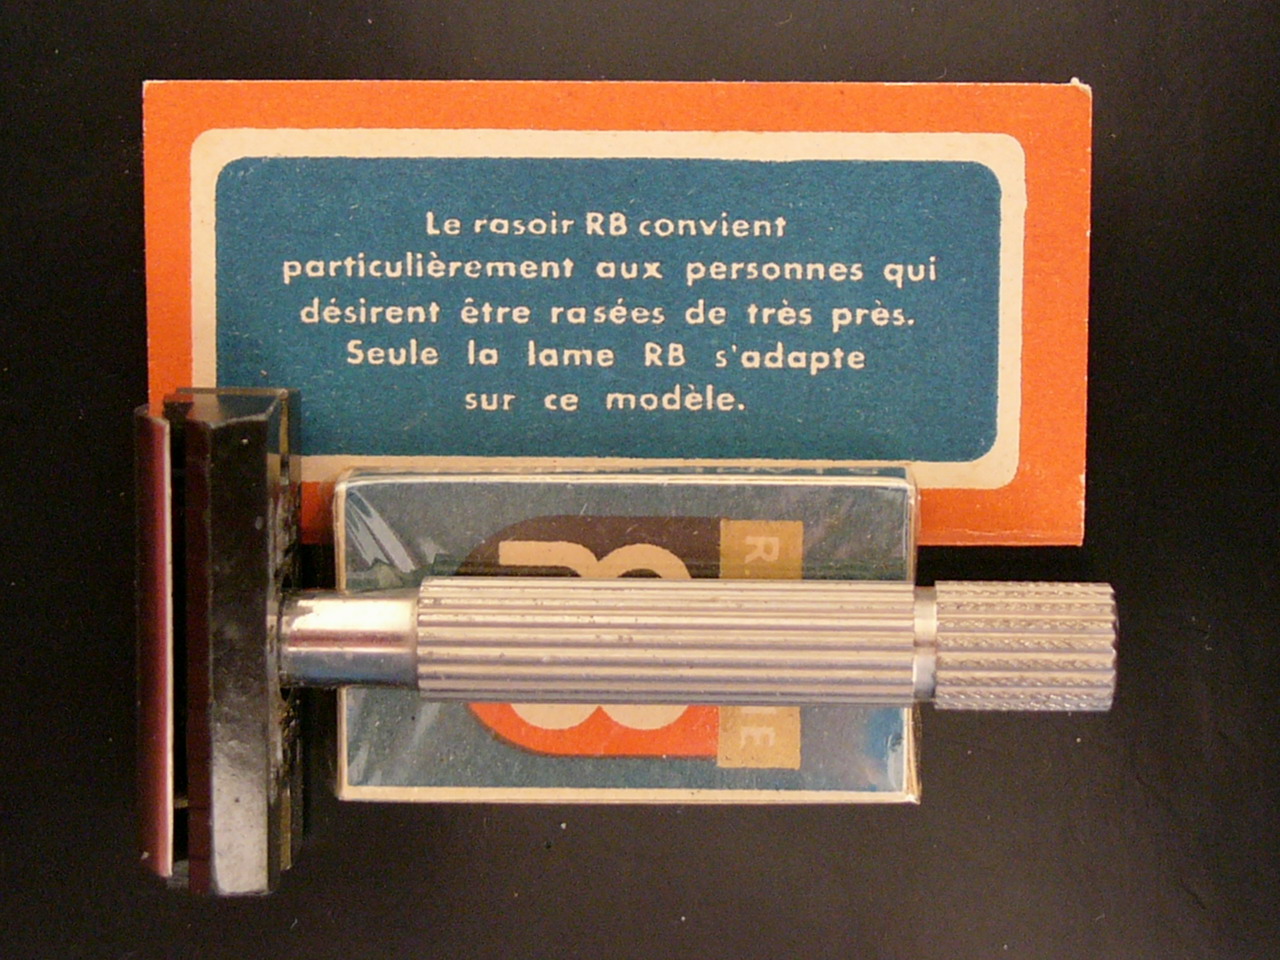 Le rasoir RB convient
particulièrement aux personnes qui
désirent être rasées de très près.
Seule la lame RB s'adapte
sur ce modèle.